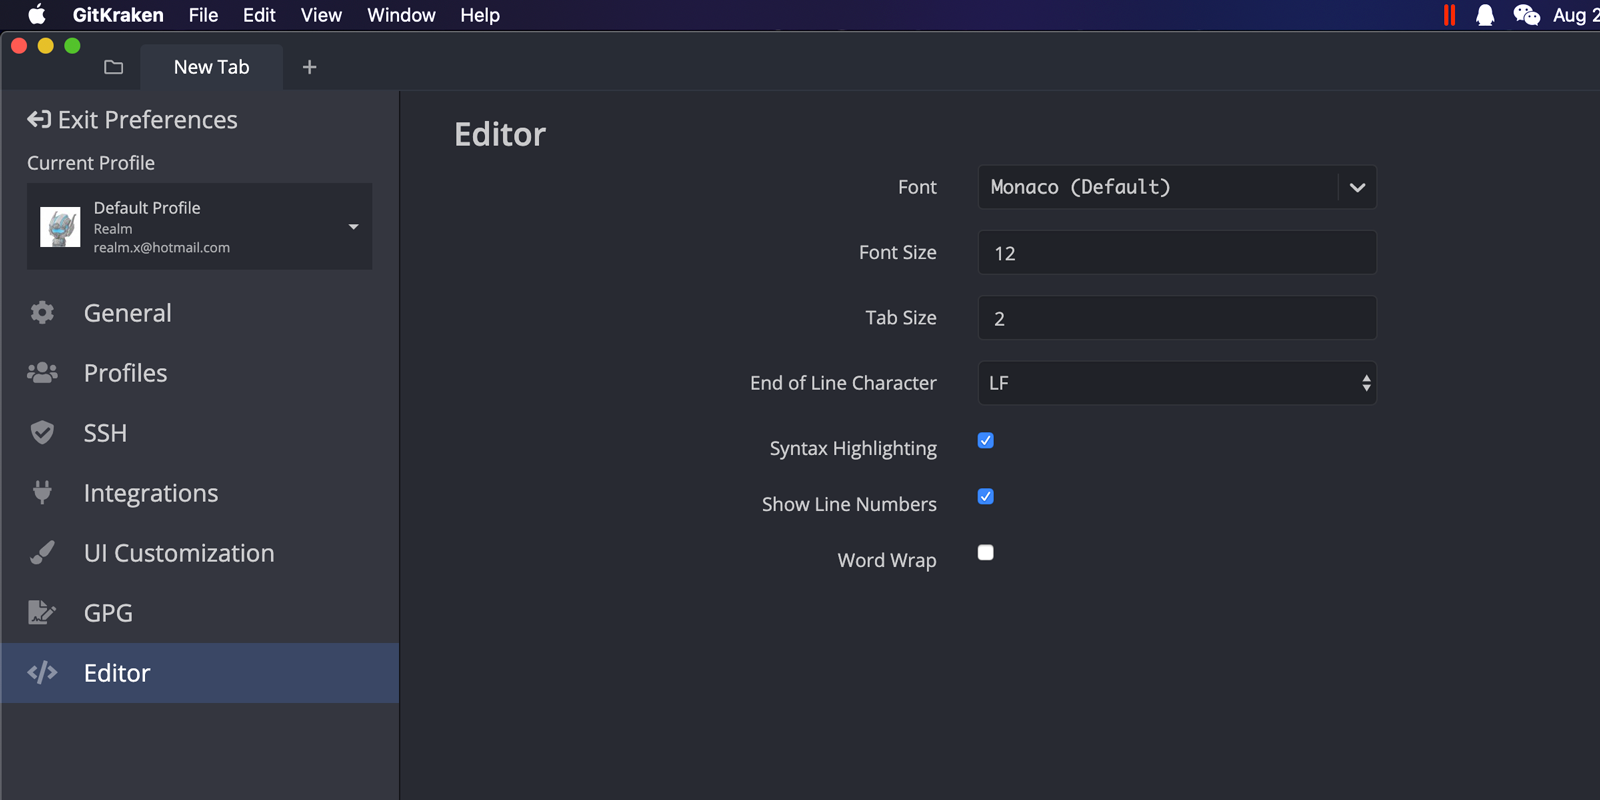 GitKraken File Edit View Window Help Aug 2
New Tab
Exit Preferences
Current Profile
Default Profile
Realm
realm.x@hotmail.com
General
Profiles
SSH
Integrations
UI Customization
GPG
Editor
Editor
Font Monaco (Default)
Font Size 12
Tab Size 2
End of Line Character LF
Syntax Highlighting
Show Line Numbers
Word Wrap